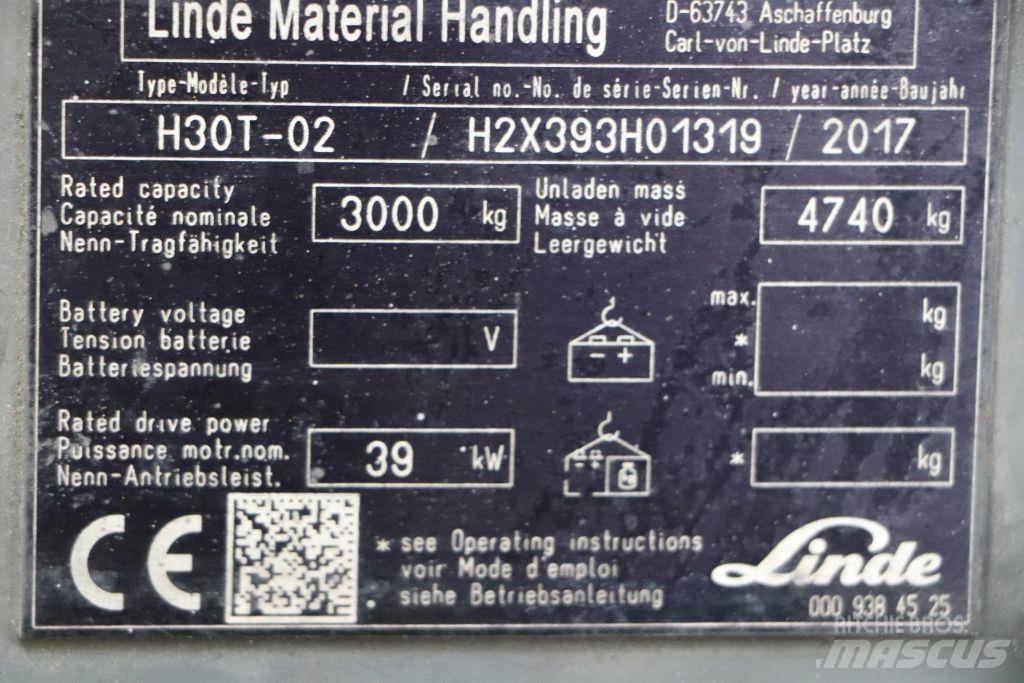 Linde Material Handling
D-63743 Aschaffenburg
Carl-von-Linde-Platz
Type-Modèle-Typ / Serial no.-No. de série-Serien-Nr. / year-année-Baujahr
H30T-02 / H2X393H01319 / 2017
Rated capacity
Capacité nominale
Nenn-Tragfähigkeit
3000 kg
Unladen mass
Masse à vide
Leergewicht
4740 kg
Battery voltage
Tension batterie
Batteriespannung
V
- +
max. kg
*
min. kg
Rated drive power
Puissance motr.nom.
Nenn-Antriebsleist.
39 kW
- +
kg
* kg
CE
* see Operating instructions
voir Mode d'emploi
siehe Betriebsanleitung
Linde
000 938 45 25
RITCHIE BROS.
MASCUS